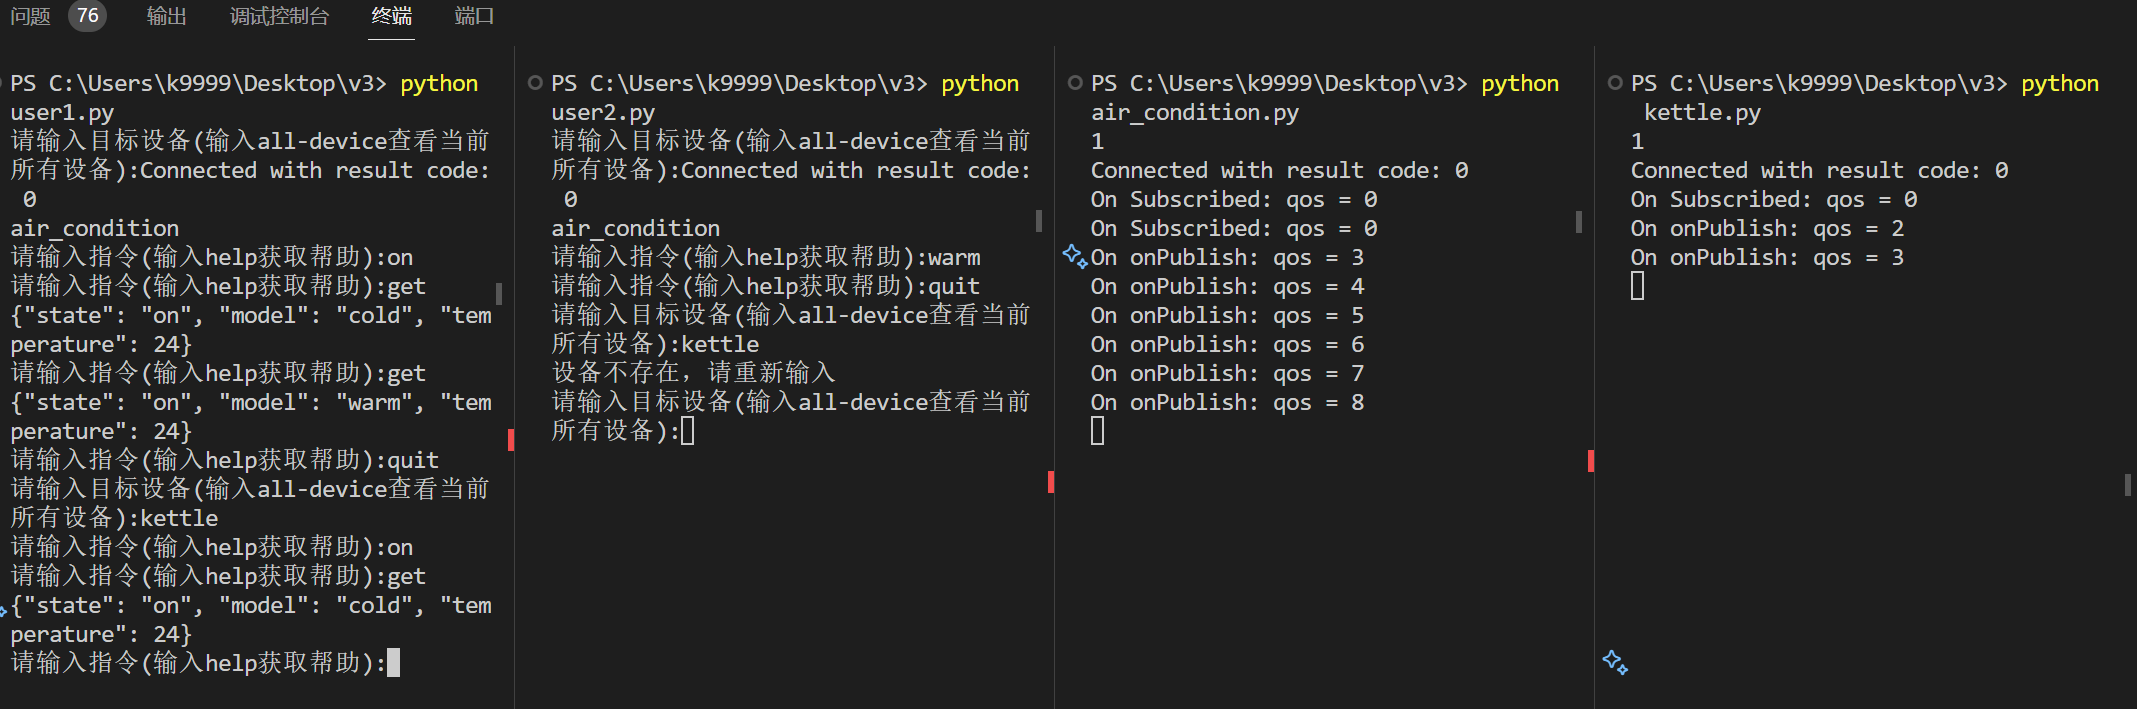 问题 76 输出 调试控制台 终端 端口
PS C:\Users\k9999\Desktop\v3> python
user1.py
请输入目标设备(输入all-device查看当前
所有设备):Connected with result code:
0
air_condition
请输入指令(输入help获取帮助):on
请输入指令(输入help获取帮助):get
{"state": "on", "model": "cold", "tem
perature": 24}
请输入指令(输入help获取帮助):get
{"state": "on", "model": "warm", "tem
perature": 24}
请输入指令(输入help获取帮助):quit
请输入目标设备(输入all-device查看当前
所有设备):kettle
请输入指令(输入help获取帮助):on
请输入指令(输入help获取帮助):get
{"state": "on", "model": "cold", "tem
perature": 24}
请输入指令(输入help获取帮助):
PS C:\Users\k9999\Desktop\v3> python
user2.py
请输入目标设备(输入all-device查看当前
所有设备):Connected with result code:
0
air_condition
请输入指令(输入help获取帮助):warm
请输入指令(输入help获取帮助):quit
请输入目标设备(输入all-device查看当前
所有设备):kettle
设备不存在，请重新输入
请输入目标设备(输入all-device查看当前
所有设备):
PS C:\Users\k9999\Desktop\v3> python
air_condition.py
1
Connected with result code: 0
On Subscribed: qos = 0
On Subscribed: qos = 0
On onPublish: qos = 3
On onPublish: qos = 4
On onPublish: qos = 5
On onPublish: qos = 6
On onPublish: qos = 7
On onPublish: qos = 8
PS C:\Users\k9999\Desktop\v3> python
kettle.py
1
Connected with result code: 0
On Subscribed: qos = 0
On onPublish: qos = 2
On onPublish: qos = 3